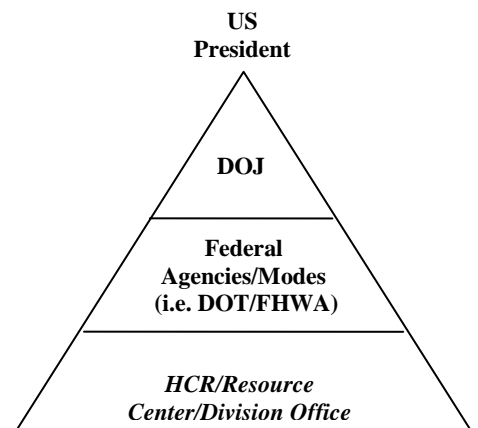 US
President
DOJ
Federal
Agencies/Modes
(i.e. DOT/FHWA)
HCR/Resource
Center/Division Office